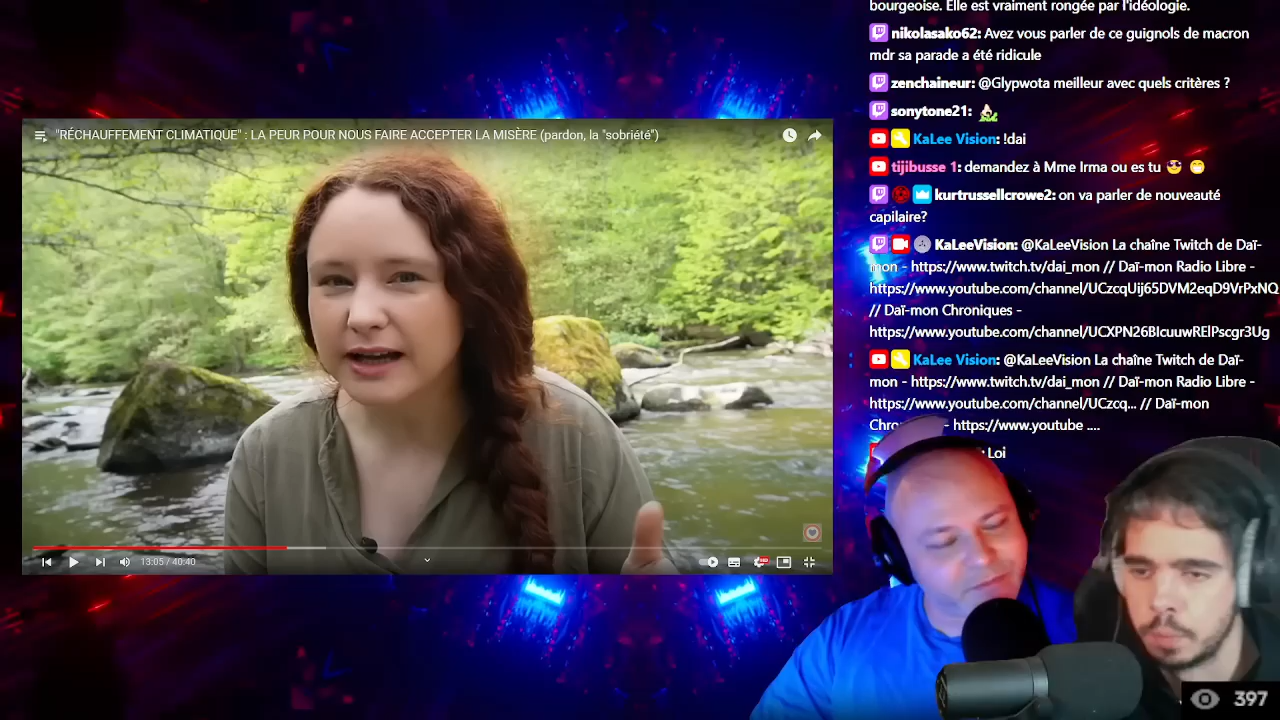 "RÉCHAUFFEMENT CLIMATIQUE" : LA PEUR POUR NOUS FAIRE ACCEPTER LA MISÈRE (pardon, la "sobriété")
13:05 / 40:40
bourgeoise. Elle est vraiment rongée par l'idéologie.
nikolasako62: Avez vous parler de ce guignols de macron
mdr sa parade a été ridicule
zenchaineur: @Glypwota meilleur avec quels critères ?
sonytone21:
KaLee Vision: !dai
tijibusse 1: demandez à Mme Irma ou es tu 😎 😁
kurtrussellcrowe2: on va parler de nouveauté
capilaire?
KaLeeVision: @KaLeeVision La chaîne Twitch de Daï-
mon - https://www.twitch.tv/dai_mon // Daï-mon Radio Libre -
https://www.youtube.com/channel/UCzcqUij65DVM2eqD9VrPxNQ
// Daï-mon Chroniques -
https://www.youtube.com/channel/UCXPN26BIcuuwREIPscgr3Ug
KaLee Vision: @KaLeeVision La chaîne Twitch de Daï-
mon - https://www.twitch.tv/dai_mon // Daï-mon Radio Libre -
https://www.youtube.com/channel/UCzcq... // Daï-mon
- https://www.youtube ....
: Loi
397